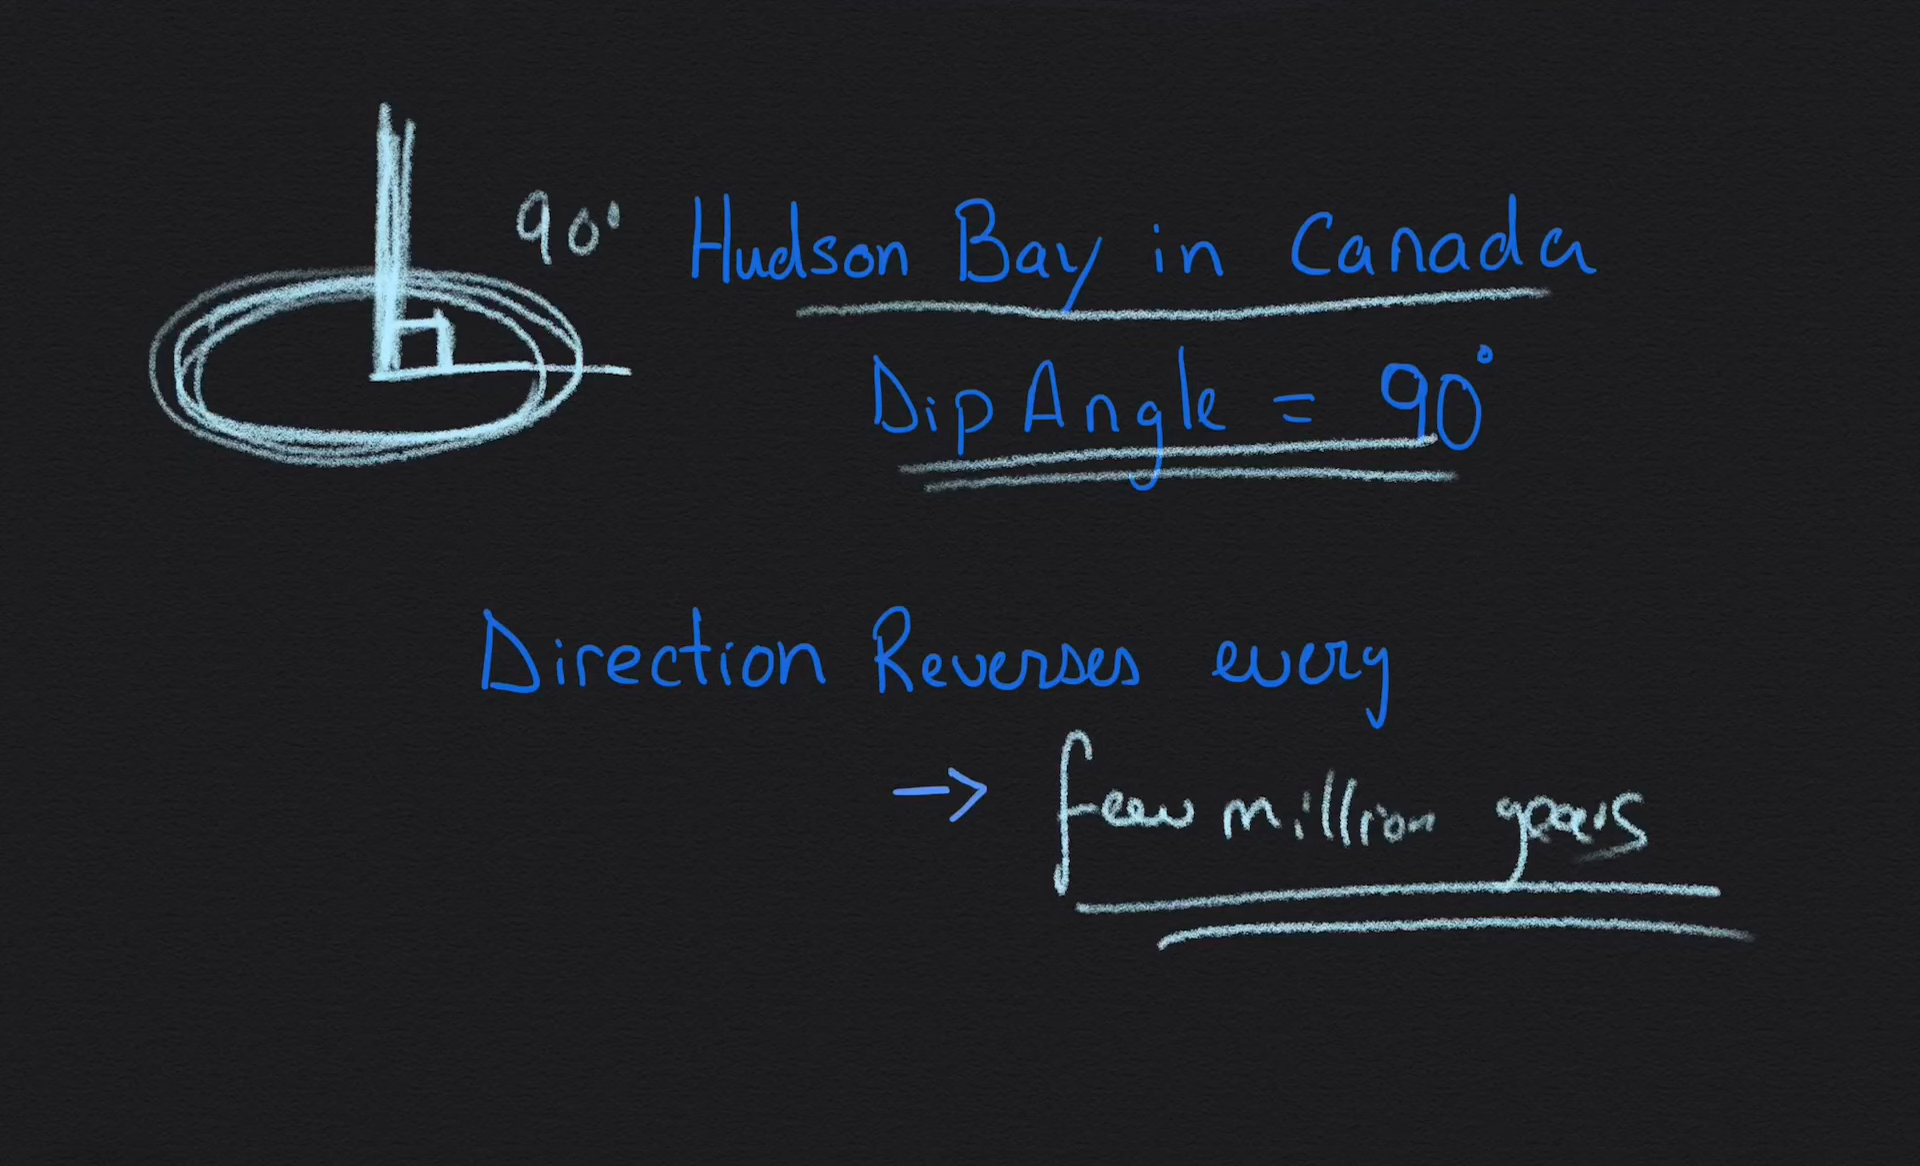 90°
Hudson Bay in Canada
Dip Angle = 90°
Direction Reverses every
→ few million years